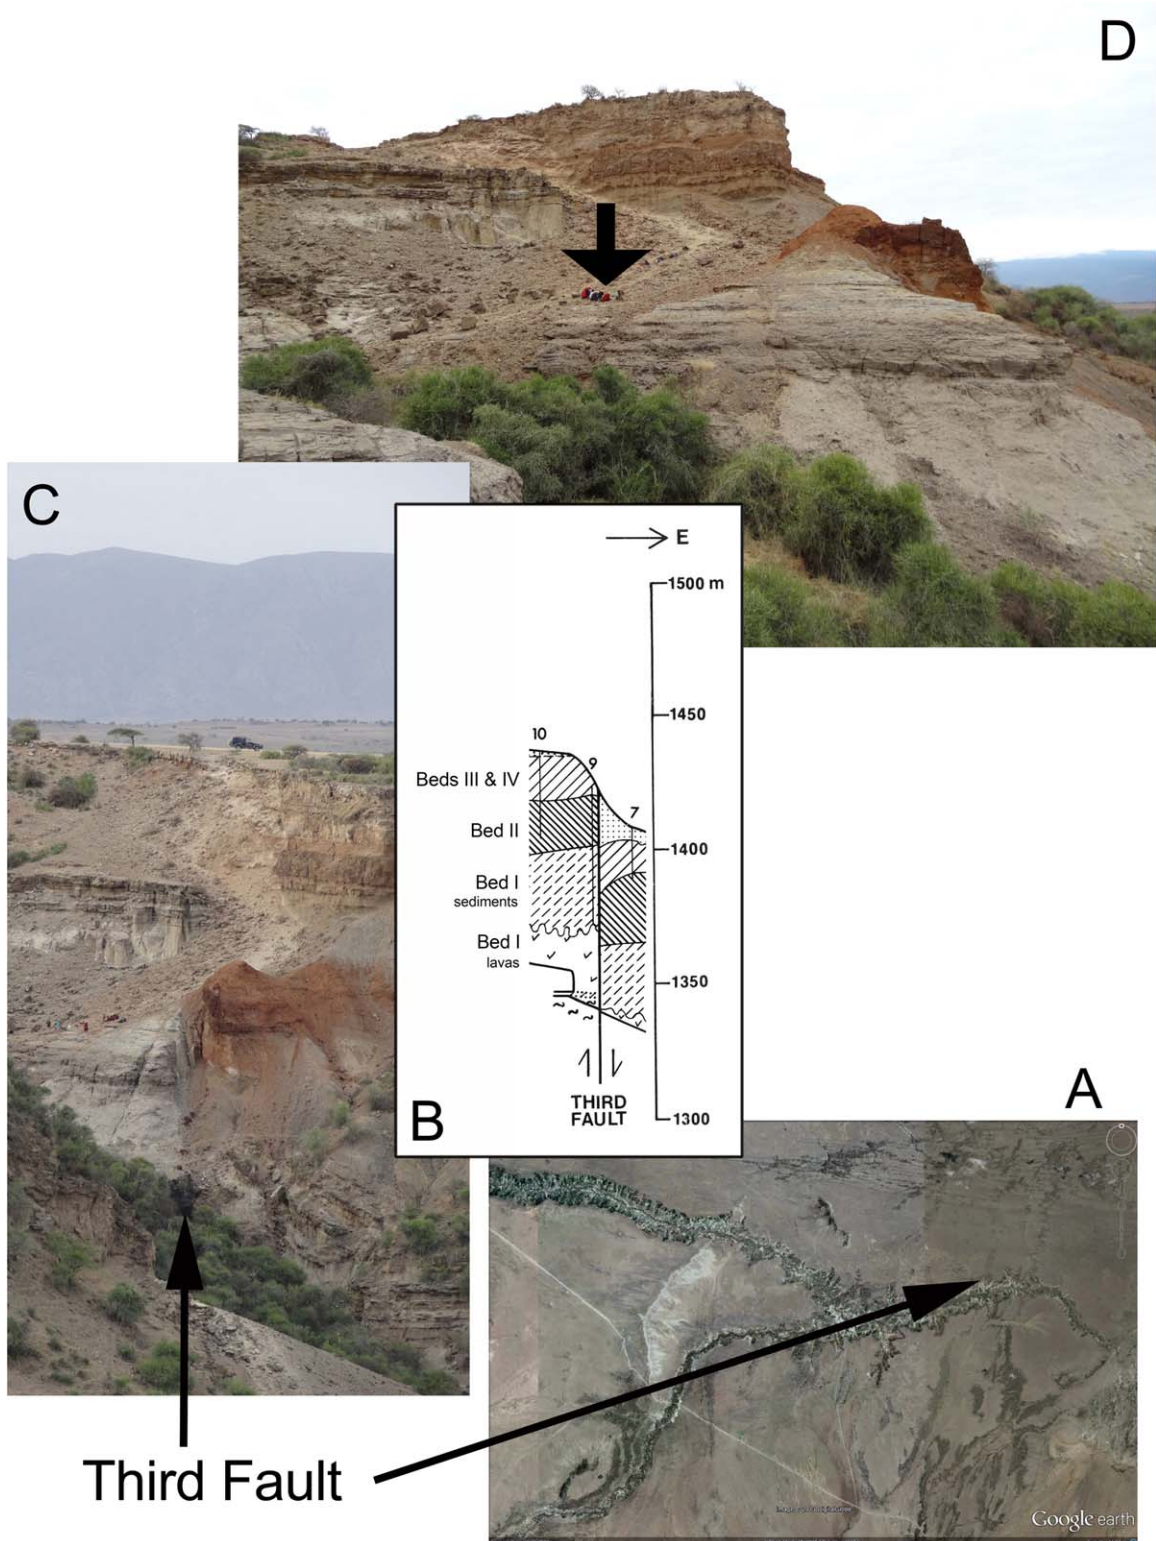 D
C
E
1500 m
1450
10
9
Beds III & IV
7
Bed II
1400
Bed I
sediments
Bed I
lavas
1350
THIRD
FAULT
1300
B
A
Third Fault
Google earth